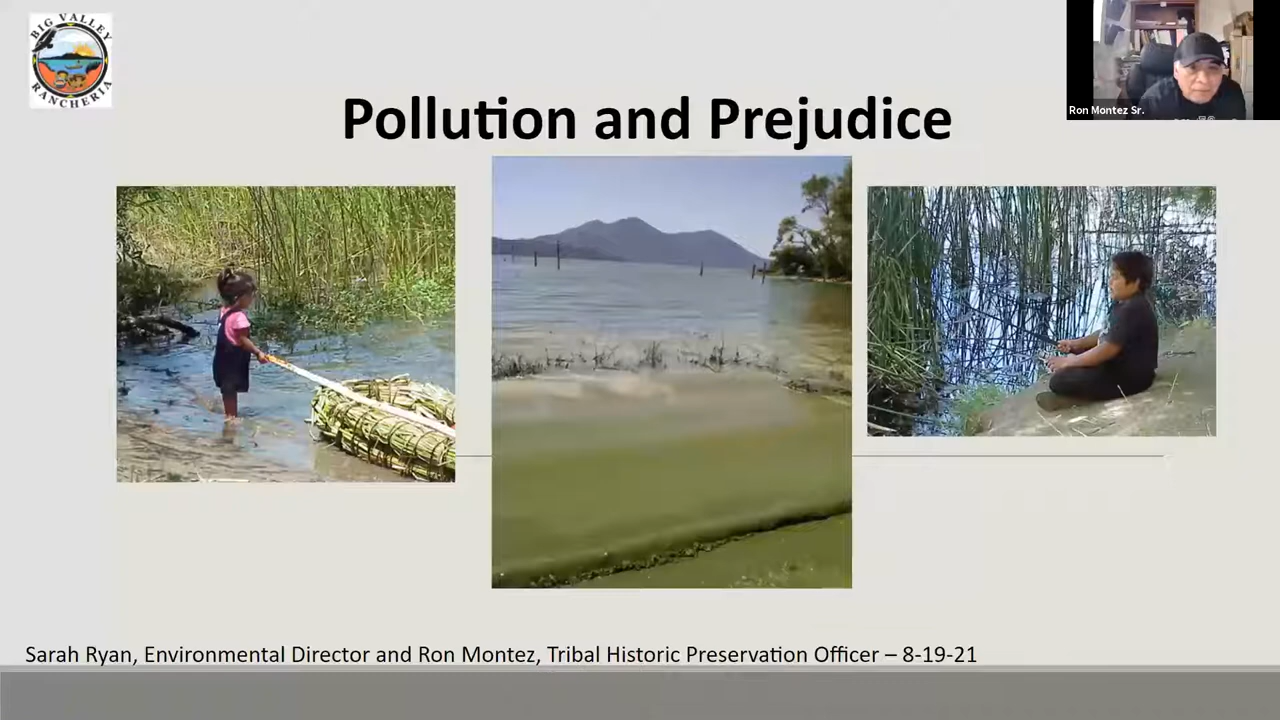 BIG VALLEY
RANCHERIA
Ron Montez Sr.
Pollution and Prejudice
Sarah Ryan, Environmental Director and Ron Montez, Tribal Historic Preservation Officer – 8-19-21